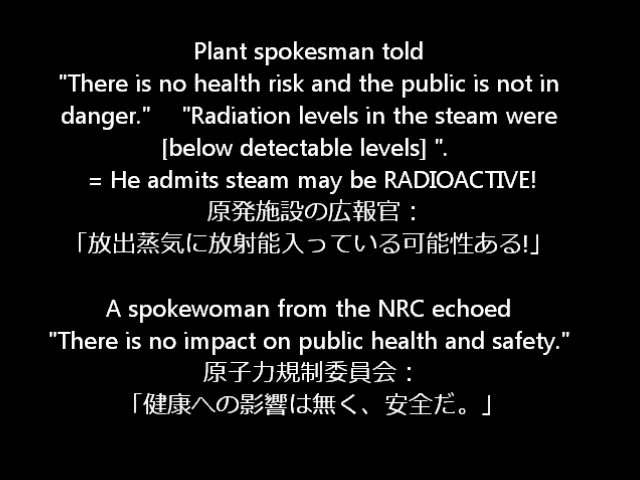 Plant spokesman told
"There is no health risk and the public is not in
danger." "Radiation levels in the steam were
[below detectable levels] ".
= He admits steam may be RADIOACTIVE!
原発施設の広報官：
「放出蒸気に放射能入っている可能性ある!」
A spokewoman from the NRC echoed
"There is no impact on public health and safety."
原子力規制委員会：
「健康への影響は無く、安全だ。」